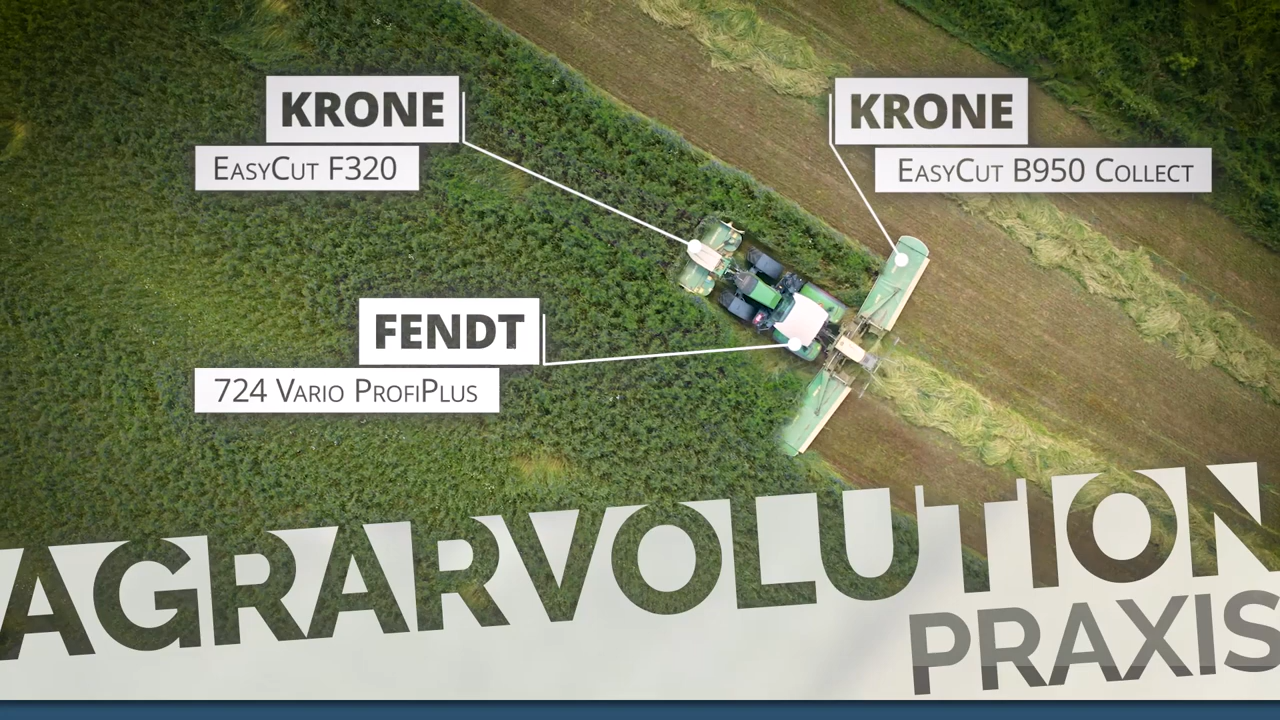 KRONE
EasyCut F320
KRONE
EasyCut B950 Collect
FENDT
724 Vario ProfiPlus
AGRARVOLUTION
PRAXIS